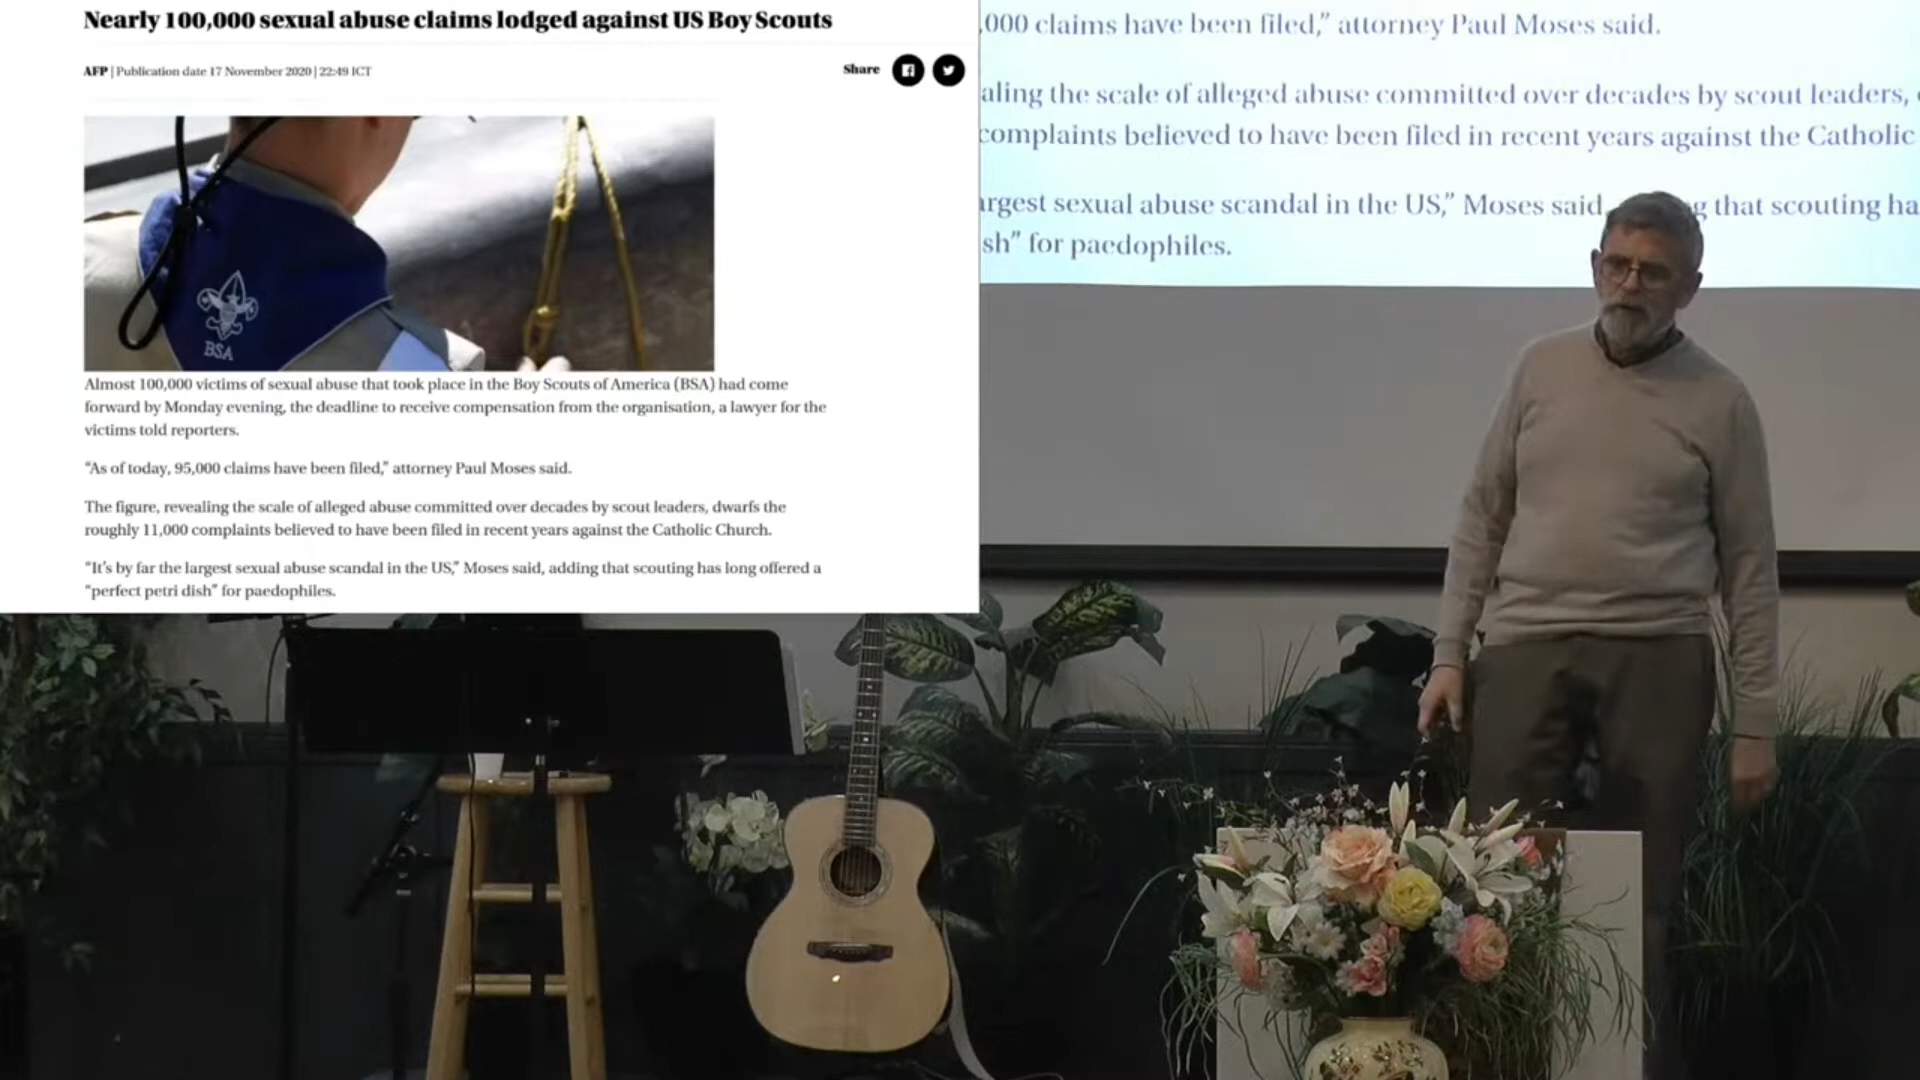 Nearly 100,000 sexual abuse claims lodged against US Boy Scouts
AFP | Publication date 17 November 2020 | 22:49 ICT
Share
BSA
Almost 100,000 victims of sexual abuse that took place in the Boy Scouts of America (BSA) had come
forward by Monday evening, the deadline to receive compensation from the organisation, a lawyer for the
victims told reporters.
“As of today, 95,000 claims have been filed,” attorney Paul Moses said.
The figure, revealing the scale of alleged abuse committed over decades by scout leaders, dwarfs the
roughly 11,000 complaints believed to have been filed in recent years against the Catholic Church.
“It’s by far the largest sexual abuse scandal in the US,” Moses said, adding that scouting has long offered a
“perfect petri dish” for paedophiles.
,000 claims have been filed,” attorney Paul Moses said.
aling the scale of alleged abuse committed over decades by scout leaders,
complaints believed to have been filed in recent years against the Catholic
rgest sexual abuse scandal in the US,” Moses said, g that scouting ha
sh” for paedophiles.